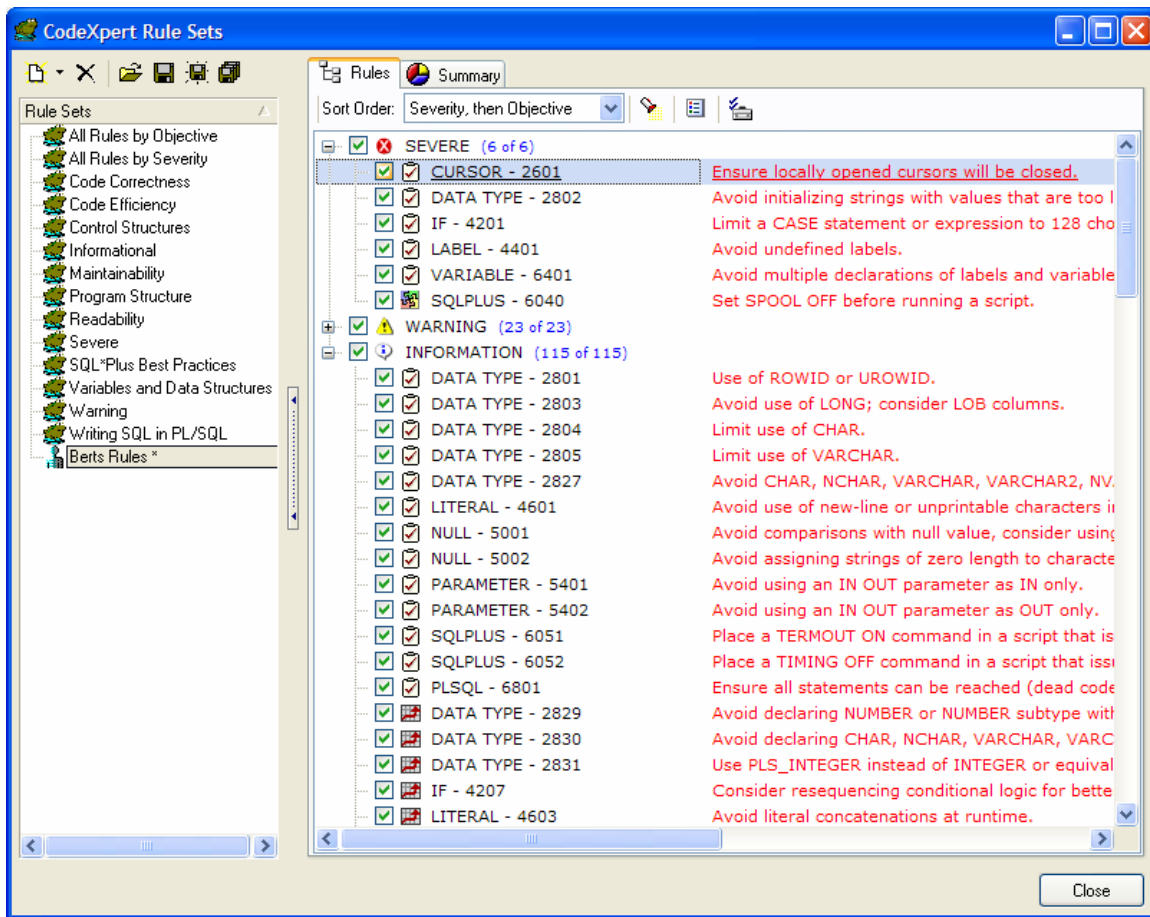 CodeXpert Rule Sets
Rule Sets
All Rules by Objective
All Rules by Severity
Code Correctness
Code Efficiency
Control Structures
Informational
Maintainability
Program Structure
Readability
Severe
SQL*Plus Best Practices
Variables and Data Structures
Warning
Writing SQL in PL/SQL
Berts Rules *
Rules Summary
Sort Order: Severity, then Objective
SEVERE (6 of 6)
CURSOR - 2601 Ensure locally opened cursors will be closed.
DATA TYPE - 2802 Avoid initializing strings with values that are too l
IF - 4201 Limit a CASE statement or expression to 128 cho
LABEL - 4401 Avoid undefined labels.
VARIABLE - 6401 Avoid multiple declarations of labels and variable
SQLPLUS - 6040 Set SPOOL OFF before running a script.
WARNING (23 of 23)
INFORMATION (115 of 115)
DATA TYPE - 2801 Use of ROWID or UROWID.
DATA TYPE - 2803 Avoid use of LONG; consider LOB columns.
DATA TYPE - 2804 Limit use of CHAR.
DATA TYPE - 2805 Limit use of VARCHAR.
DATA TYPE - 2827 Avoid CHAR, NCHAR, VARCHAR, VARCHAR2, NV
LITERAL - 4601 Avoid use of new-line or unprintable characters i
NULL - 5001 Avoid comparisons with null value, consider using
NULL - 5002 Avoid assigning strings of zero length to characte
PARAMETER - 5401 Avoid using an IN OUT parameter as IN only.
PARAMETER - 5402 Avoid using an IN OUT parameter as OUT only.
SQLPLUS - 6051 Place a TERMOUT ON command in a script that is
SQLPLUS - 6052 Place a TIMING OFF command in a script that issu
PLSQL - 6801 Ensure all statements can be reached (dead code
DATA TYPE - 2829 Avoid declaring NUMBER or NUMBER subtype with
DATA TYPE - 2830 Avoid declaring CHAR, NCHAR, VARCHAR, VARC
DATA TYPE - 2831 Use PLS_INTEGER instead of INTEGER or equival
IF - 4207 Consider resequencing conditional logic for bette
LITERAL - 4603 Avoid literal concatenations at runtime.
Close